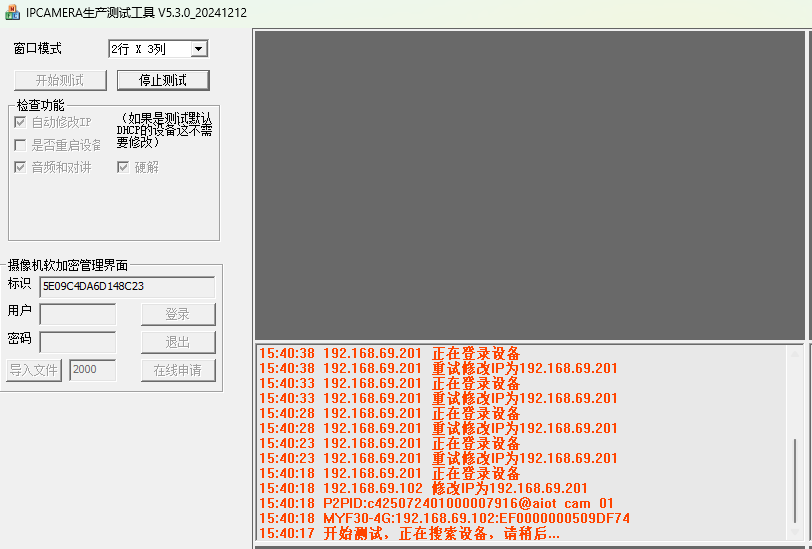 IPCAMERA生产测试工具 V5.3.0_20241212
窗口模式
2行 X 3列
开始测试
停止测试
检查功能
自动修改IP
（如果是测试默认
DHCP的设备这不需
要修改）
是否重启设备
音频和对讲
硬解
摄像机软加密管理界面
标识
5E09C4DA6D148C23
用户
登录
密码
退出
导入文件
2000
在线申请
15:40:38 192.168.69.201 正在登录设备
15:40:38 192.168.69.201 重试修改IP为192.168.69.201
15:40:33 192.168.69.201 正在登录设备
15:40:33 192.168.69.201 重试修改IP为192.168.69.201
15:40:28 192.168.69.201 正在登录设备
15:40:28 192.168.69.201 重试修改IP为192.168.69.201
15:40:23 192.168.69.201 正在登录设备
15:40:23 192.168.69.201 重试修改IP为192.168.69.201
15:40:18 192.168.69.201 正在登录设备
15:40:18 192.168.69.102 修改IP为192.168.69.201
15:40:18 P2PID:c425072401000007916@aiot_cam_01
15:40:18 MYF30-4G:192.168.69.102:EF0000000509DF74
15:40:17 开始测试，正在搜索设备，请稍后...